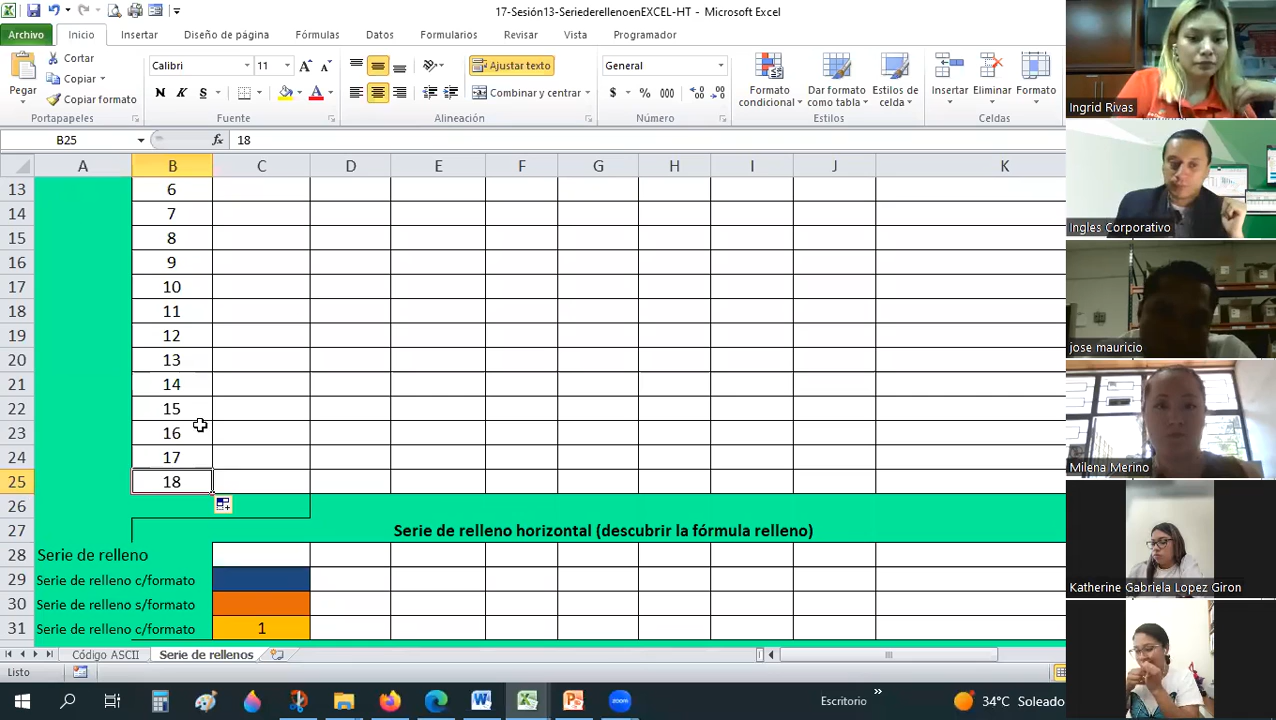 17-Sesión13-SeriederellenoenEXCEL-HT - Microsoft Excel
Archivo Inicio Insertar Diseño de página Fórmulas Datos Formularios Revisar Vista Programador
Pegar
Cortar
Copiar
Copiar formato
Portapapeles
Calibri 11
N K S
Fuente
Ajustar texto
Combinar y centrar
Alineación
General
$ % 000
Número
Formato condicional
Dar formato como tabla
Estilos de celda
Estilos
Insertar Eliminar Formato
Celdas
B25 fx 18
A B C D E F G H I J K
13 6
14 7
15 8
16 9
17 10
18 11
19 12
20 13
21 14
22 15
23 16
24 17
25 18
26
27 Serie de relleno horizontal (descubrir la fórmula relleno)
28 Serie de relleno
29 Serie de relleno c/formato
30 Serie de relleno s/formato
31 Serie de relleno c/formato 1
Código ASCII Serie de rellenos
Listo
Escritorio » 34°C Soleado
zoom
Ingrid Rivas
Ingles Corporativo
jose mauricio
Milena Merino
Katherine Gabriela Lopez Giron